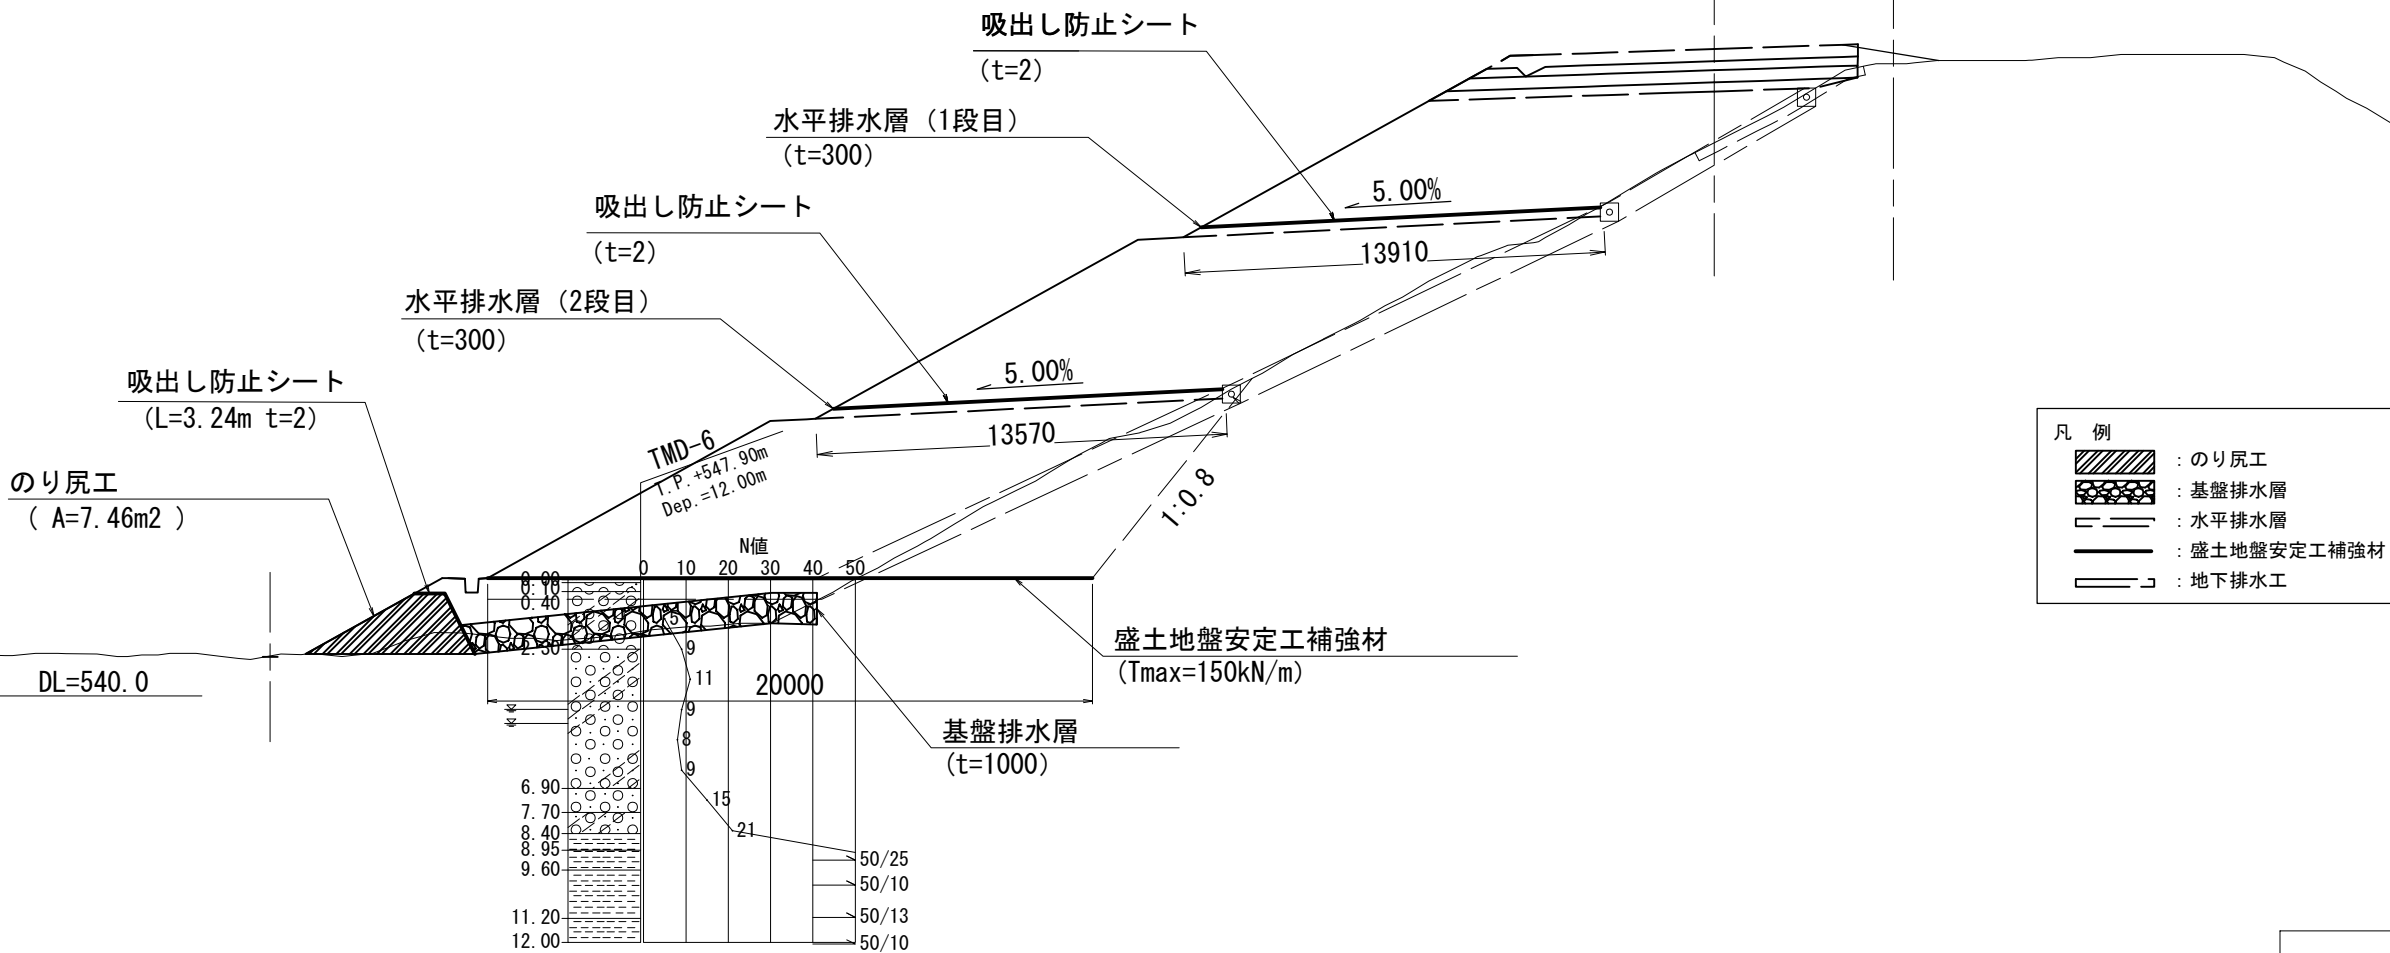 吸出し防止シート
(t=2)
水平排水層 (1段目)
(t=300)
5.00%
吸出し防止シート
(t=2)
13910
水平排水層 (2段目)
(t=300)
5.00%
吸出し防止シート
(L=3.24m t=2)
13570
TMD-6
T.P.+547.90m
Dep.=12.00m
のり尻工
( A=7.46m2 )
1:0.8
凡 例
: のり尻工
: 基盤排水層
: 水平排水層
: 盛土地盤安定工補強材
: 地下排水工
N値
0 10 20 30 40 50
0.00
0.10
0.40
5
2.30
9
盛土地盤安定工補強材
(Tmax=150kN/m)
DL=540.0
11
20000
9
基盤排水層
(t=1000)
8
9
6.90
15
7.70
8.40
21
8.95
50/25
9.60
50/10
11.20
50/13
12.00
50/10